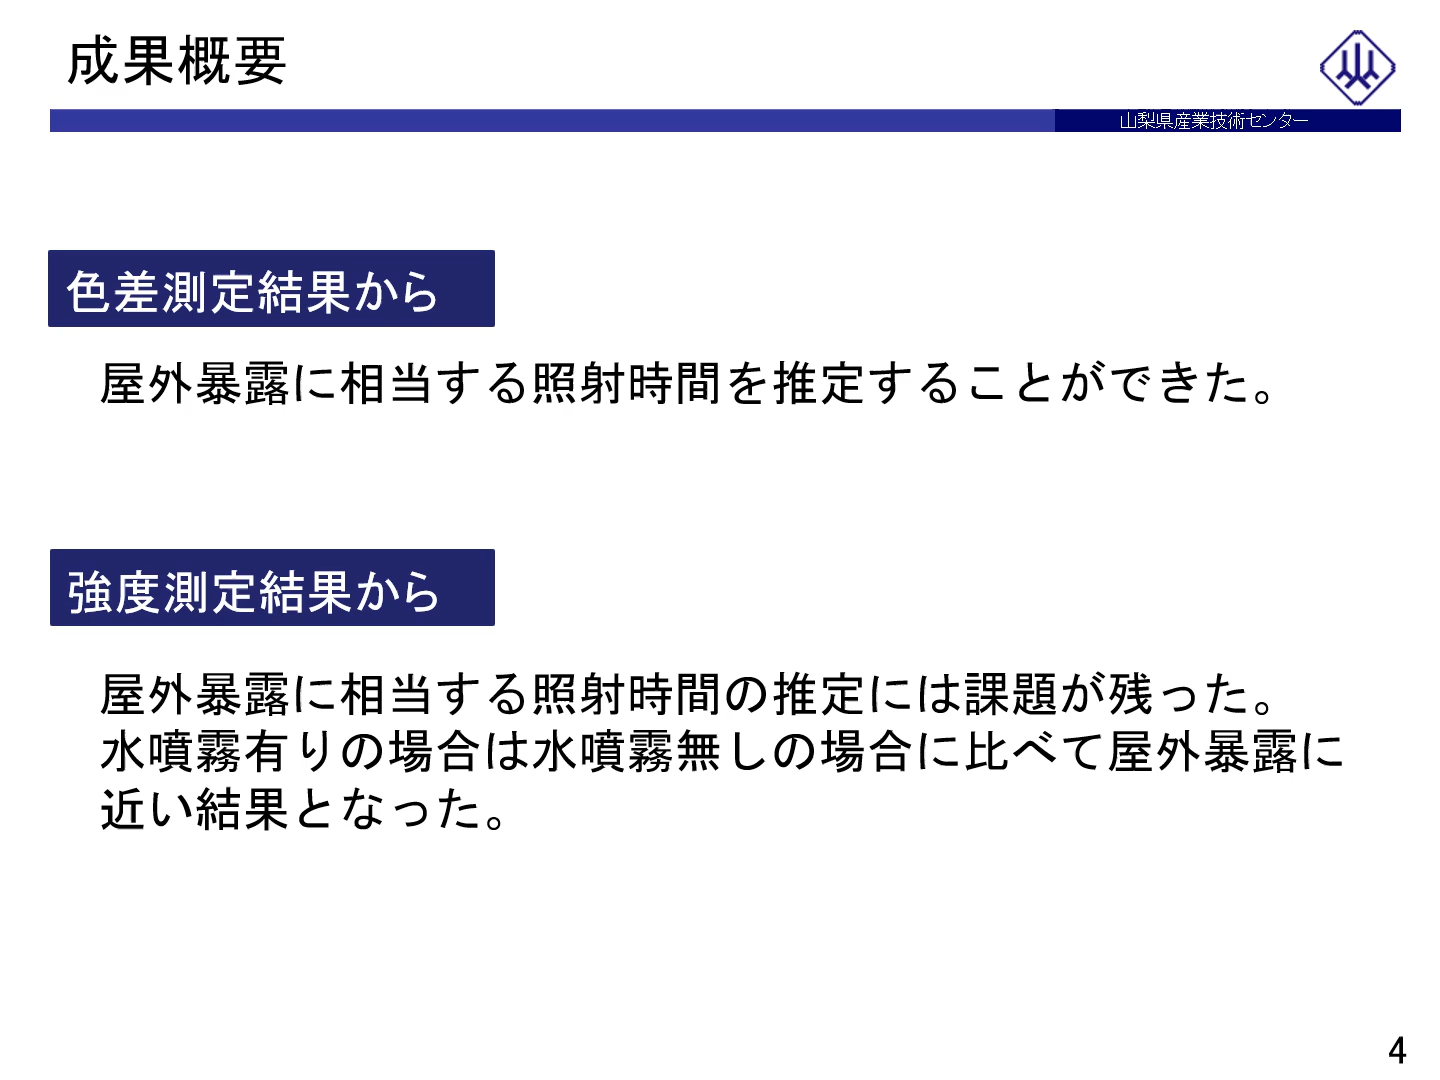 成果概要
山梨県産業技術センター
色差測定結果から
屋外暴露に相当する照射時間を推定することができた。
強度測定結果から
屋外暴露に相当する照射時間の推定には課題が残った。
水噴霧有りの場合は水噴霧無しの場合に比べて屋外暴露に
近い結果となった。
4